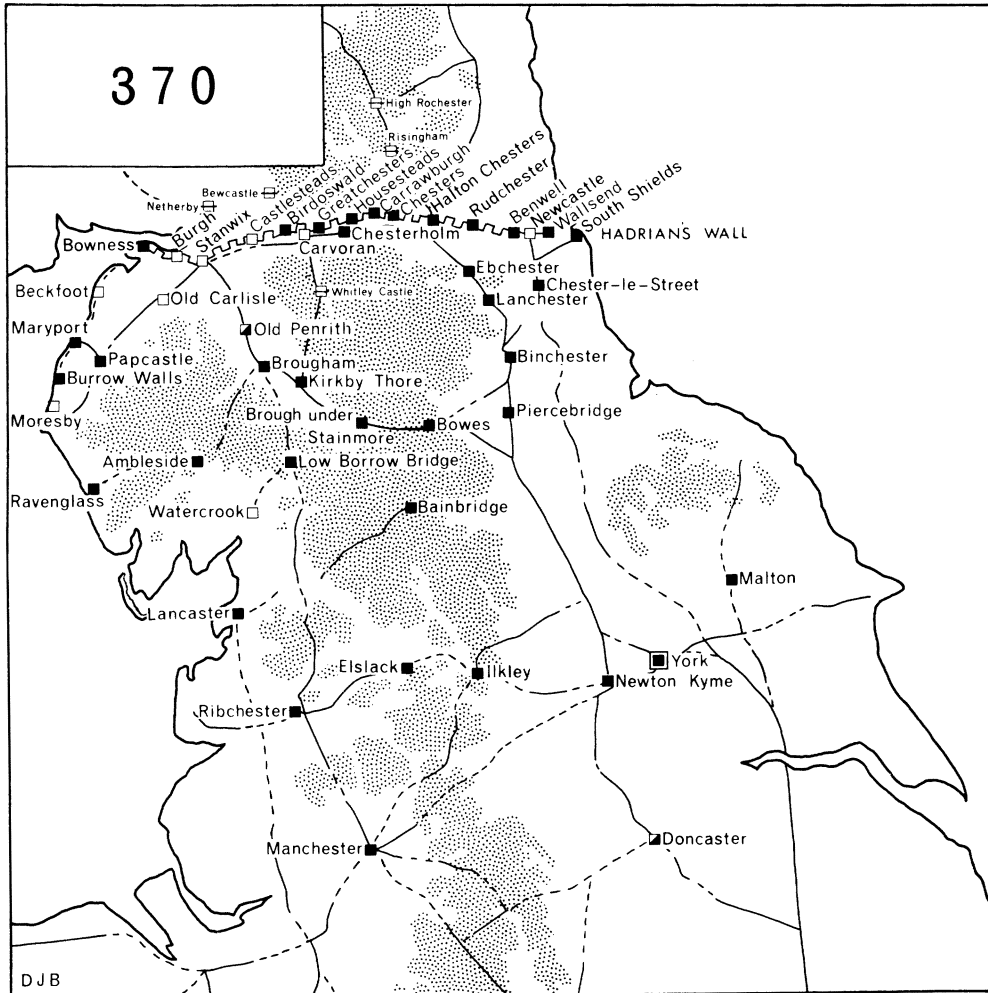 370
High Rochester
Risingham
Bewcastle
Netherby
Bowness
Burgh
Stanwix
Castlesteads
Birdoswald
Greatchesters
Housesteads
Carrawburgh
Chesters
Halton Chesters
Rudchester
Benwell
Newcastle
Wallsend
South Shields
HADRIAN'S WALL
Carvoran
Chesterholm
Ebchester
Chester-le-Street
Beckfoot
Old Carlisle
Whitley Castle
Lanchester
Maryport
Old Penrith
Papcastle
Brougham
Binchester
Burrow Walls
Kirkby Thore
Moresby
Brough under
Stainmore
Bowes
Piercebridge
Ambleside
Low Borrow Bridge
Ravenglass
Watercrook
Bainbridge
Malton
Lancaster
Elslack
Ilkley
York
Newton Kyme
Ribchester
Manchester
Doncaster
DJB